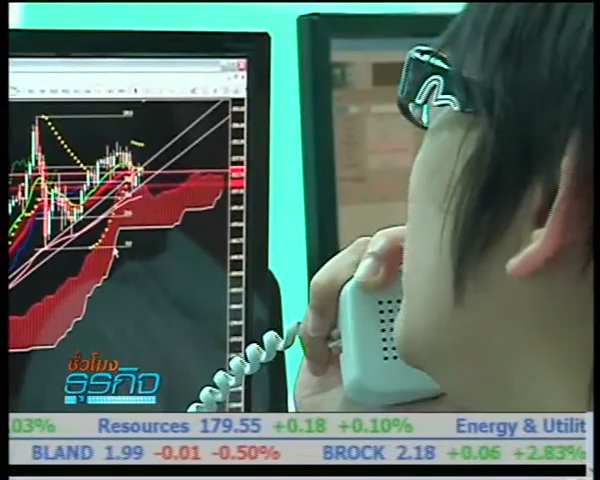 ชั่วโมง
ธุรกิจ
.03% Resources 179.55 +0.18 +0.10% Energy & Utilit
BLAND 1.99 -0.01 -0.50% BROCK 2.18 +0.06 +2.83%